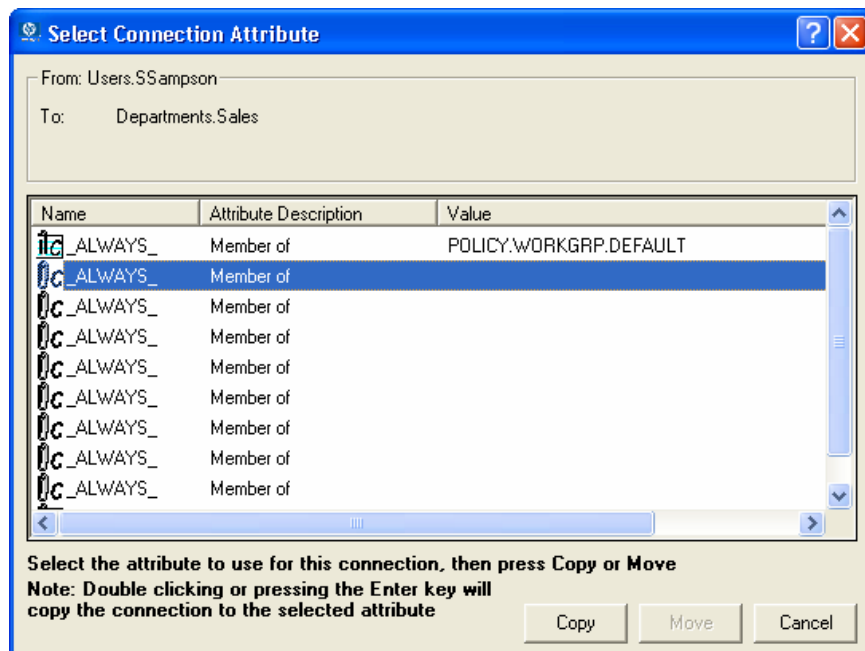 Select Connection Attribute
From: Users.SSampson
To: Departments.Sales
Name Attribute Description Value
_ALWAYS_ Member of POLICY.WORKGRP.DEFAULT
_ALWAYS_ Member of
_ALWAYS_ Member of
_ALWAYS_ Member of
_ALWAYS_ Member of
_ALWAYS_ Member of
_ALWAYS_ Member of
_ALWAYS_ Member of
_ALWAYS_ Member of
Select the attribute to use for this connection, then press Copy or Move
Note: Double clicking or pressing the Enter key will
copy the connection to the selected attribute
Copy Move Cancel